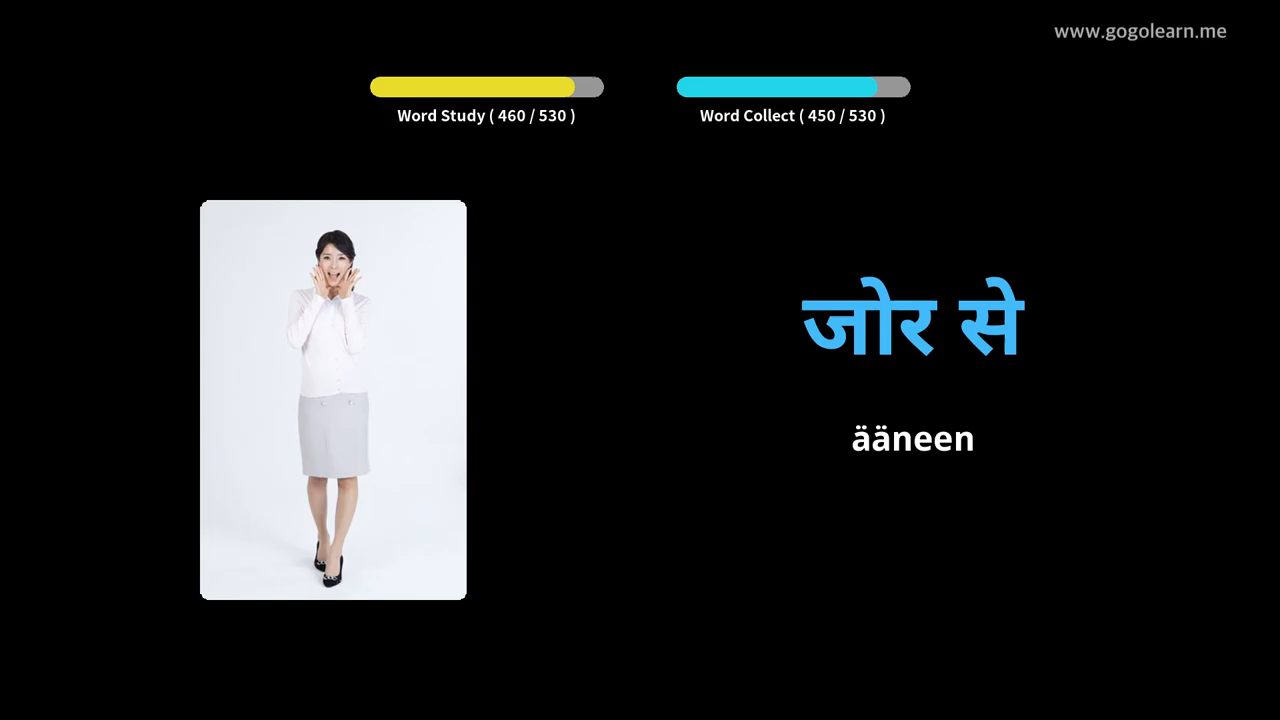 www.gogolearn.me
Word Study ( 460 / 530 )
Word Collect ( 450 / 530 )
जोर से
ääneen